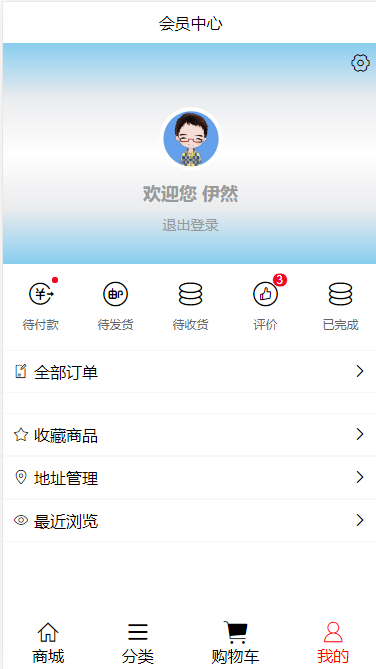 会员中心
欢迎您 伊然
退出登录
3
待付款 待发货 待收货 评价 已完成
全部订单
收藏商品
地址管理
最近浏览
商城 分类 购物车 我的